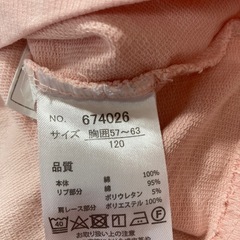 NO. 674026
サイズ 胸囲57〜63
120
品質
本体 綿 100%
リブ部分 綿 95%
ポリウレタン 5%
肩レース部分 ポリエステル 100%